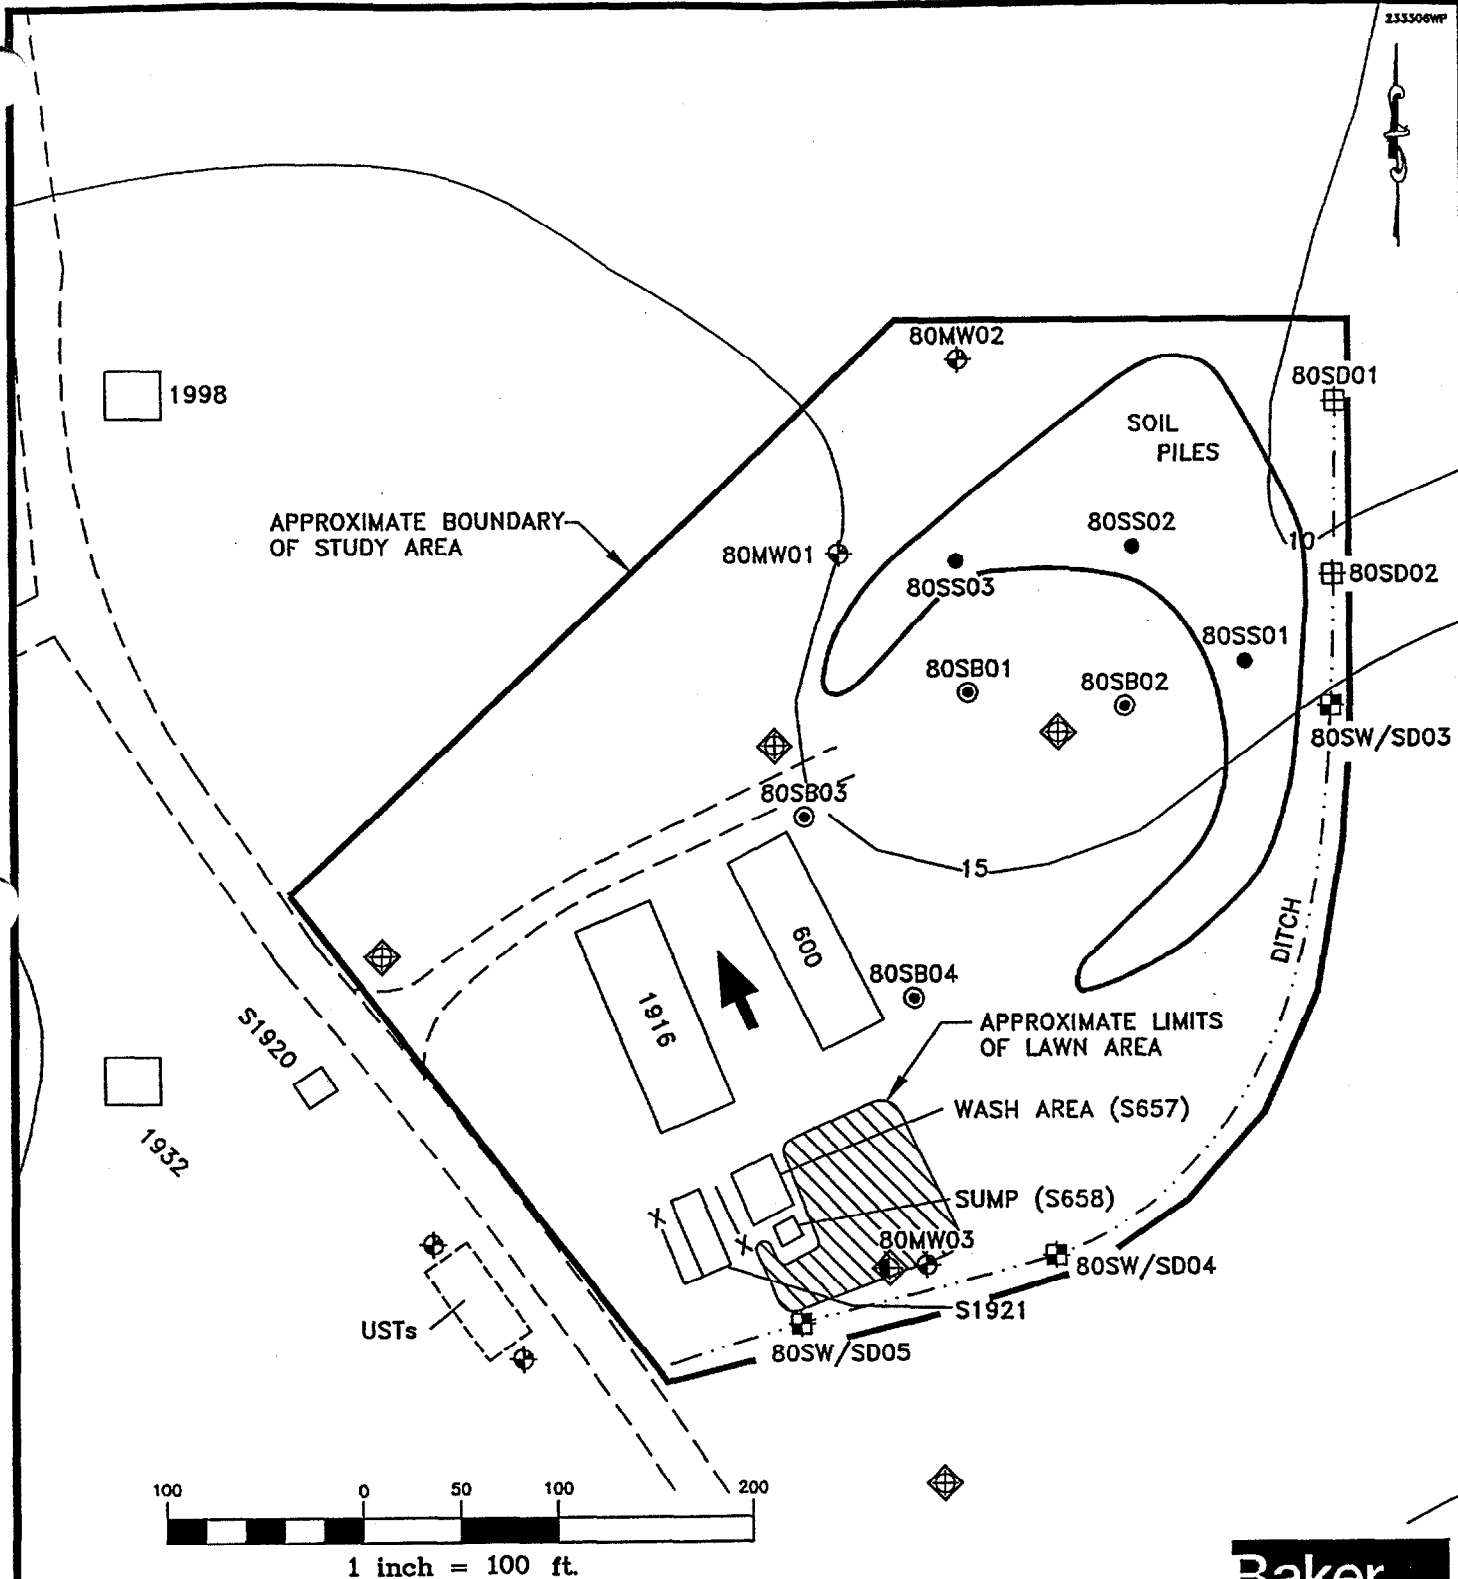 233306WP
80MW02
80SD01
1998
SOIL
PILES
APPROXIMATE BOUNDARY
OF STUDY AREA
80SS02
80MW01
10
80SS03
80SD02
80SS01
80SB01
80SB02
80SW/SD03
80SB03
15
600
DITCH
80SB04
1916
S1920
APPROXIMATE LIMITS
OF LAWN AREA
WASH AREA (S657)
1932
SUMP (S658)
X
X
80MW03
80SW/SD04
S1921
USTs
80SW/SD05
100 0 50 100 200
1 inch = 100 ft.
Baker